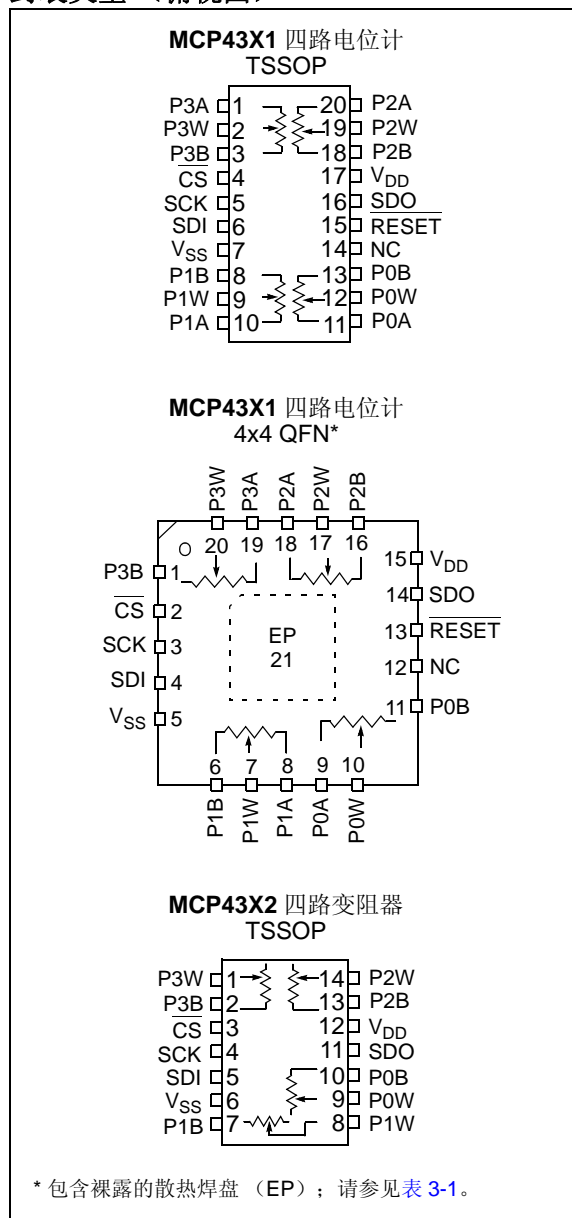 MCP43X1 四路电位计
TSSOP
P3A 1 20 P2A
P3W 2 19 P2W
P3B 3 18 P2B
CS 4 17 VDD
SCK 5 16 SDO
SDI 6 15 RESET
VSS 7 14 NC
P1B 8 13 P0B
P1W 9 12 P0W
P1A 10 11 P0A
MCP43X1 四路电位计
4x4 QFN*
P3W P3A P2A P2W P2B
20 19 18 17 16
P3B 1 15 VDD
CS 2 14 SDO
SCK 3 EP 13 RESET
SDI 4 21 12 NC
VSS 5 11 P0B
6 7 8 9 10
P1B P1W P1A P0A P0W
MCP43X2 四路变阻器
TSSOP
P3W 1 14 P2W
P3B 2 13 P2B
CS 3 12 VDD
SCK 4 11 SDO
SDI 5 10 P0B
VSS 6 9 P0W
P1B 7 8 P1W
* 包含裸露的散热焊盘 （EP）；请参见表 3-1。